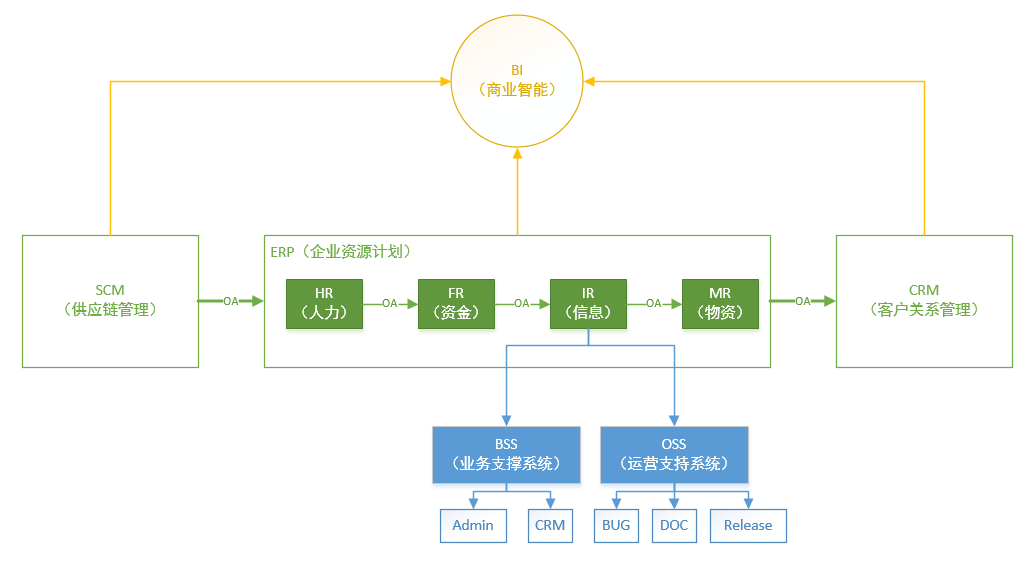 BI
（商业智能）
ERP（企业资源计划）
SCM
（供应链管理）
OA
HR
（人力）
OA
FR
（资金）
OA
IR
（信息）
OA
MR
（物资）
OA
CRM
（客户关系管理）
BSS
（业务支撑系统）
OSS
（运营支持系统）
Admin
CRM
BUG
DOC
Release